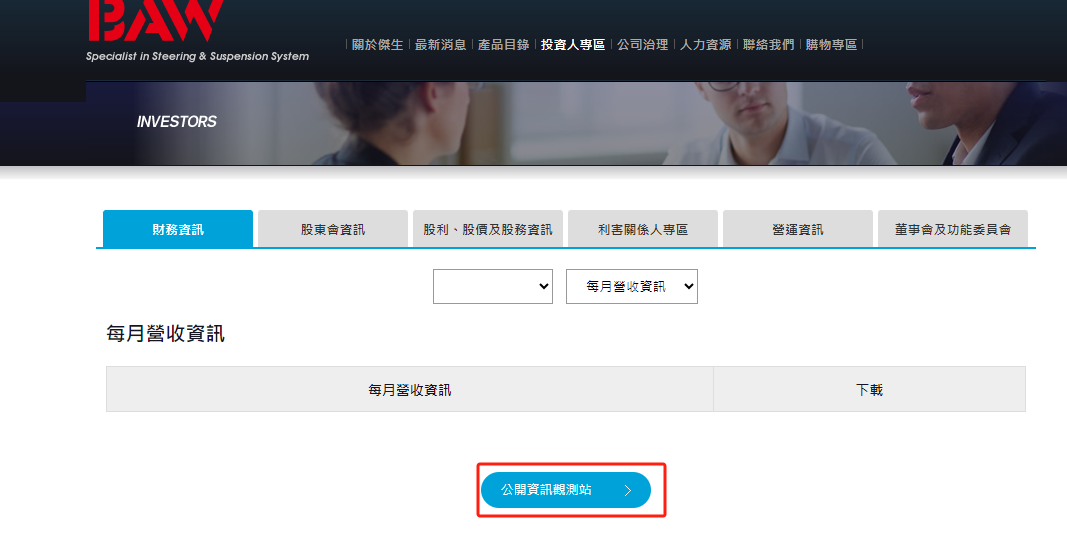 BAW
Specialist in Steering & Suspension System
關於傑生 | 最新消息 | 產品目錄 | 投資人專區 | 公司治理 | 人力資源 | 聯絡我們 | 購物專區
INVESTORS
財務資訊 股東會資訊 股利、股價及股務資訊 利害關係人專區 營運資訊 董事會及功能委員會
每月營收資訊
每月營收資訊
每月營收資訊 下載
公開資訊觀測站